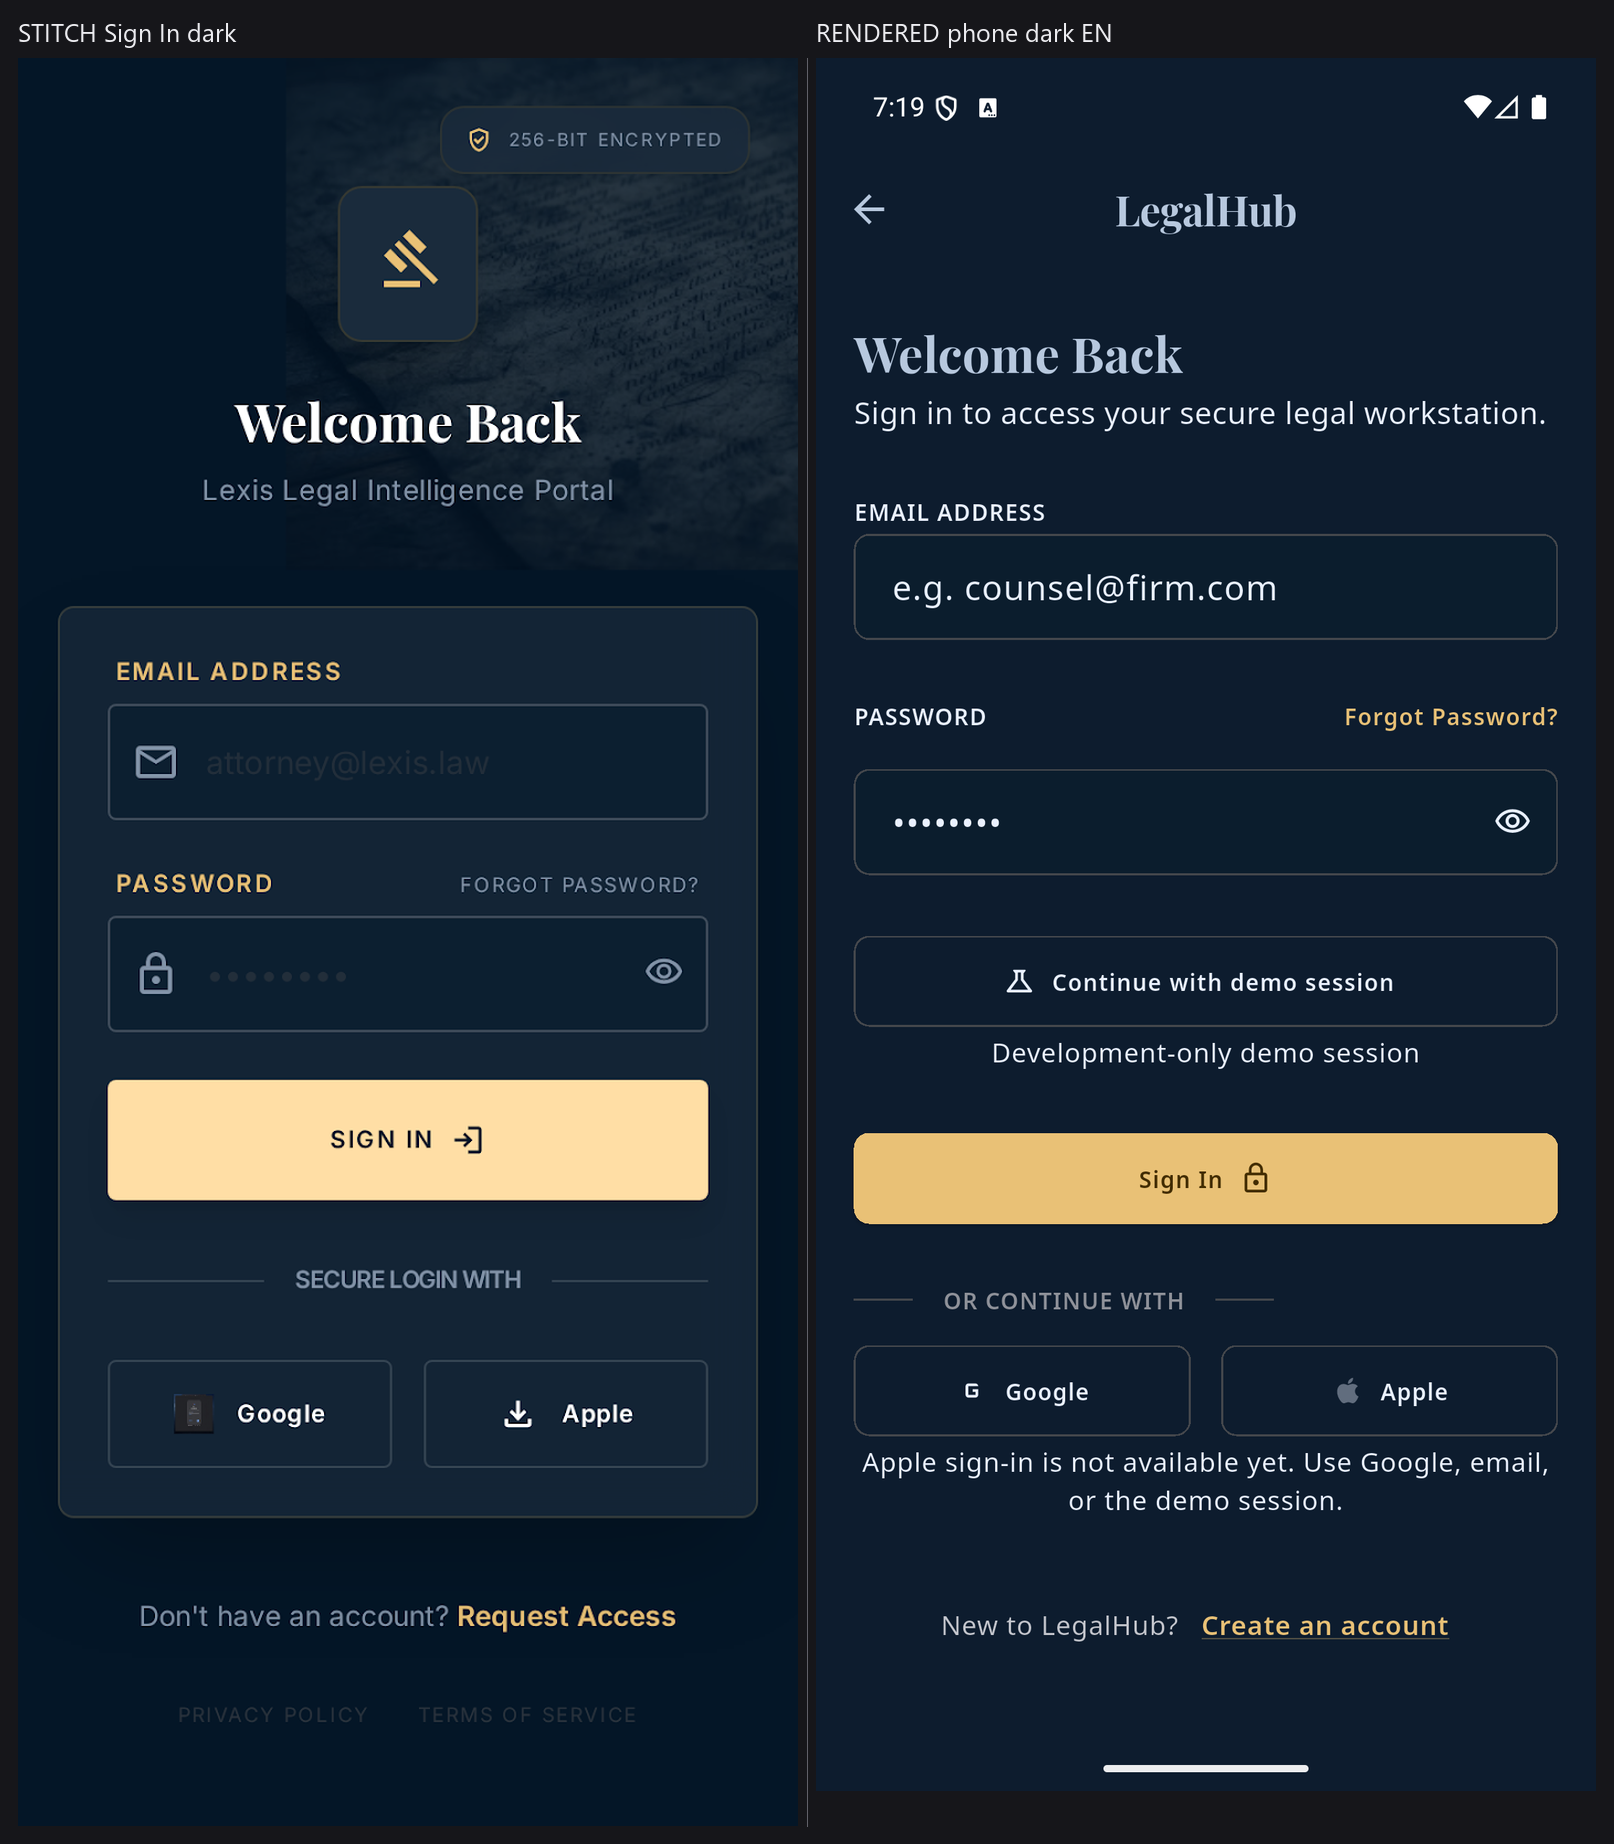 STITCH Sign In dark
256-BIT ENCRYPTED
Welcome Back
Lexis Legal Intelligence Portal
EMAIL ADDRESS
attorney@lexis.law
PASSWORD FORGOT PASSWORD?
••••••••
SIGN IN
SECURE LOGIN WITH
Google Apple
Don't have an account? Request Access
PRIVACY POLICY TERMS OF SERVICE
RENDERED phone dark EN
7:19
LegalHub
Welcome Back
Sign in to access your secure legal workstation.
EMAIL ADDRESS
e.g. counsel@firm.com
PASSWORD Forgot Password?
••••••••
Continue with demo session
Development-only demo session
Sign In
OR CONTINUE WITH
G Google Apple
Apple sign-in is not available yet. Use Google, email,
or the demo session.
New to LegalHub? Create an account